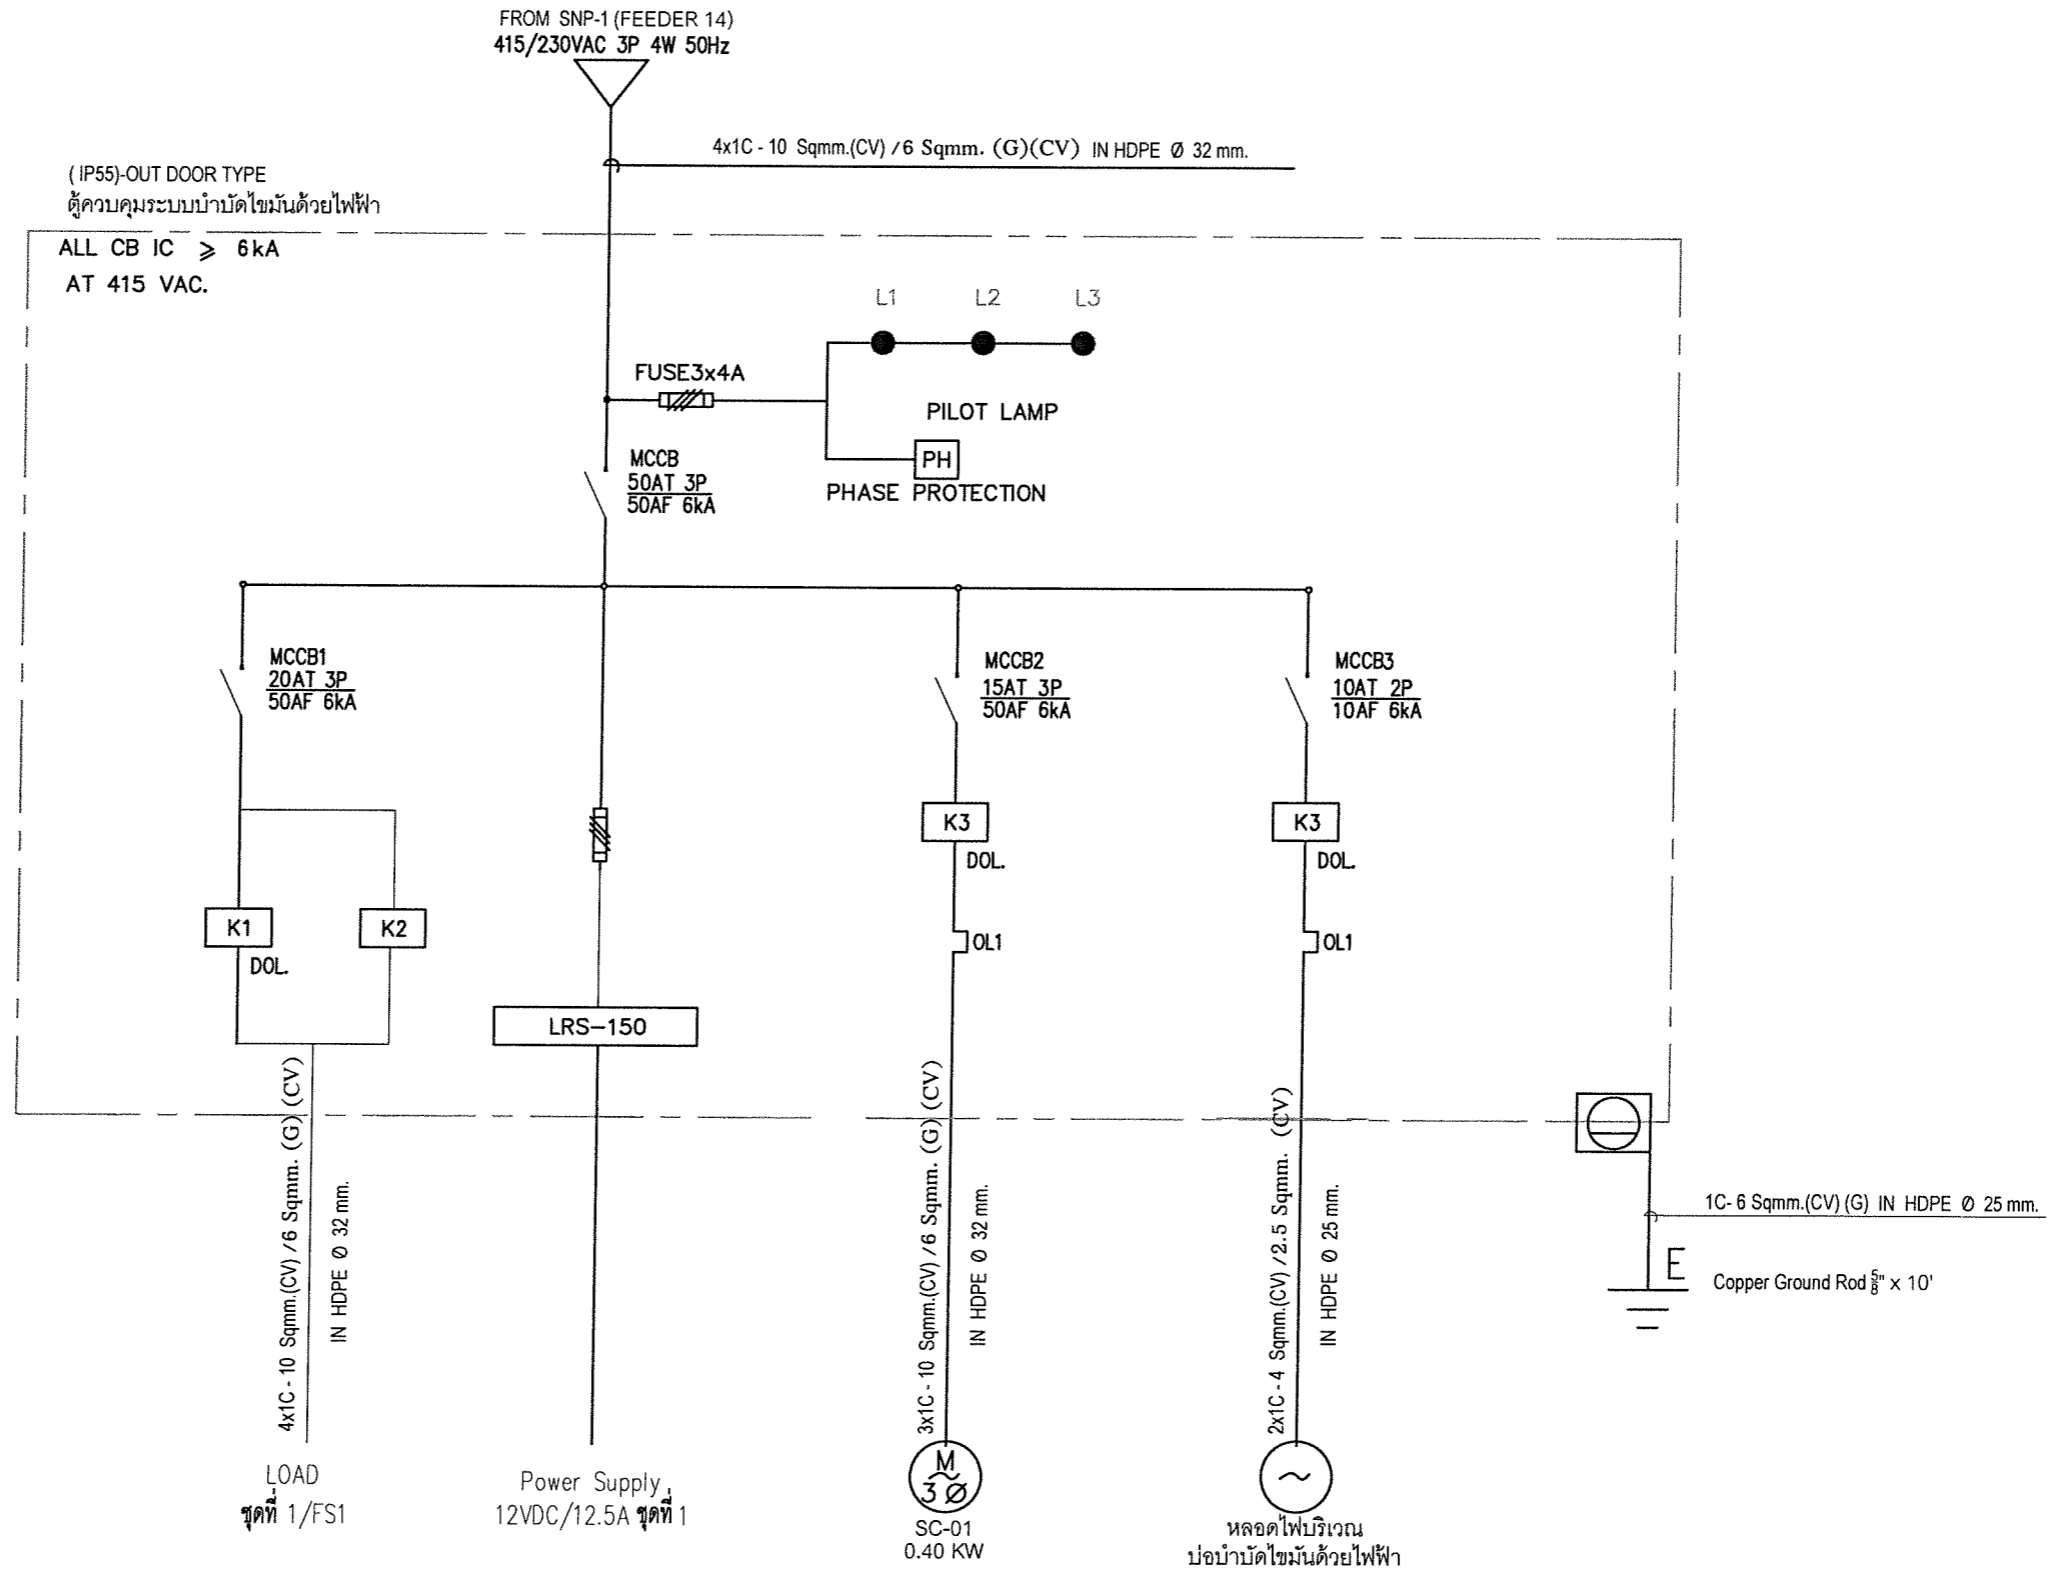 FROM SNP-1 (FEEDER 14)
415/230VAC 3P 4W 50Hz
4x1C - 10 Sqmm.(CV) /6 Sqmm. (G)(CV) IN HDPE Ø 32 mm.
( IP55)-OUT DOOR TYPE
ตู้ควบคุมระบบบำบัดไขมันด้วยไฟฟ้า
ALL CB IC ⩾ 6kA
AT 415 VAC.
L1 L2 L3
FUSE3x4A
PILOT LAMP
PH
PHASE PROTECTION
MCCB
50AT 3P
50AF 6kA
MCCB1
20AT 3P
50AF 6kA
MCCB2
15AT 3P
50AF 6kA
MCCB3
10AT 2P
10AF 6kA
K3
DOL.
K3
DOL.
K1
DOL.
K2
OL1
OL1
LRS-150
4x1C - 10 Sqmm.(CV) /6 Sqmm. (G) (CV)
IN HDPE Ø 32 mm.
3x1C - 10 Sqmm.(CV) /6 Sqmm. (G) (CV)
IN HDPE Ø 32 mm.
2x1C - 4 Sqmm.(CV) /2.5 Sqmm. (CV)
IN HDPE Ø 25 mm.
1C- 6 Sqmm.(CV) (G) IN HDPE Ø 25 mm.
E
Copper Ground Rod 5/8" x 10'
LOAD
ชุดที่ 1/FS1
Power Supply
12VDC/12.5A ชุดที่ 1
M
~
3 Ø
SC-01
0.40 KW
~
หลอดไฟบริเวณ
บ่อบำบัดไขมันด้วยไฟฟ้า